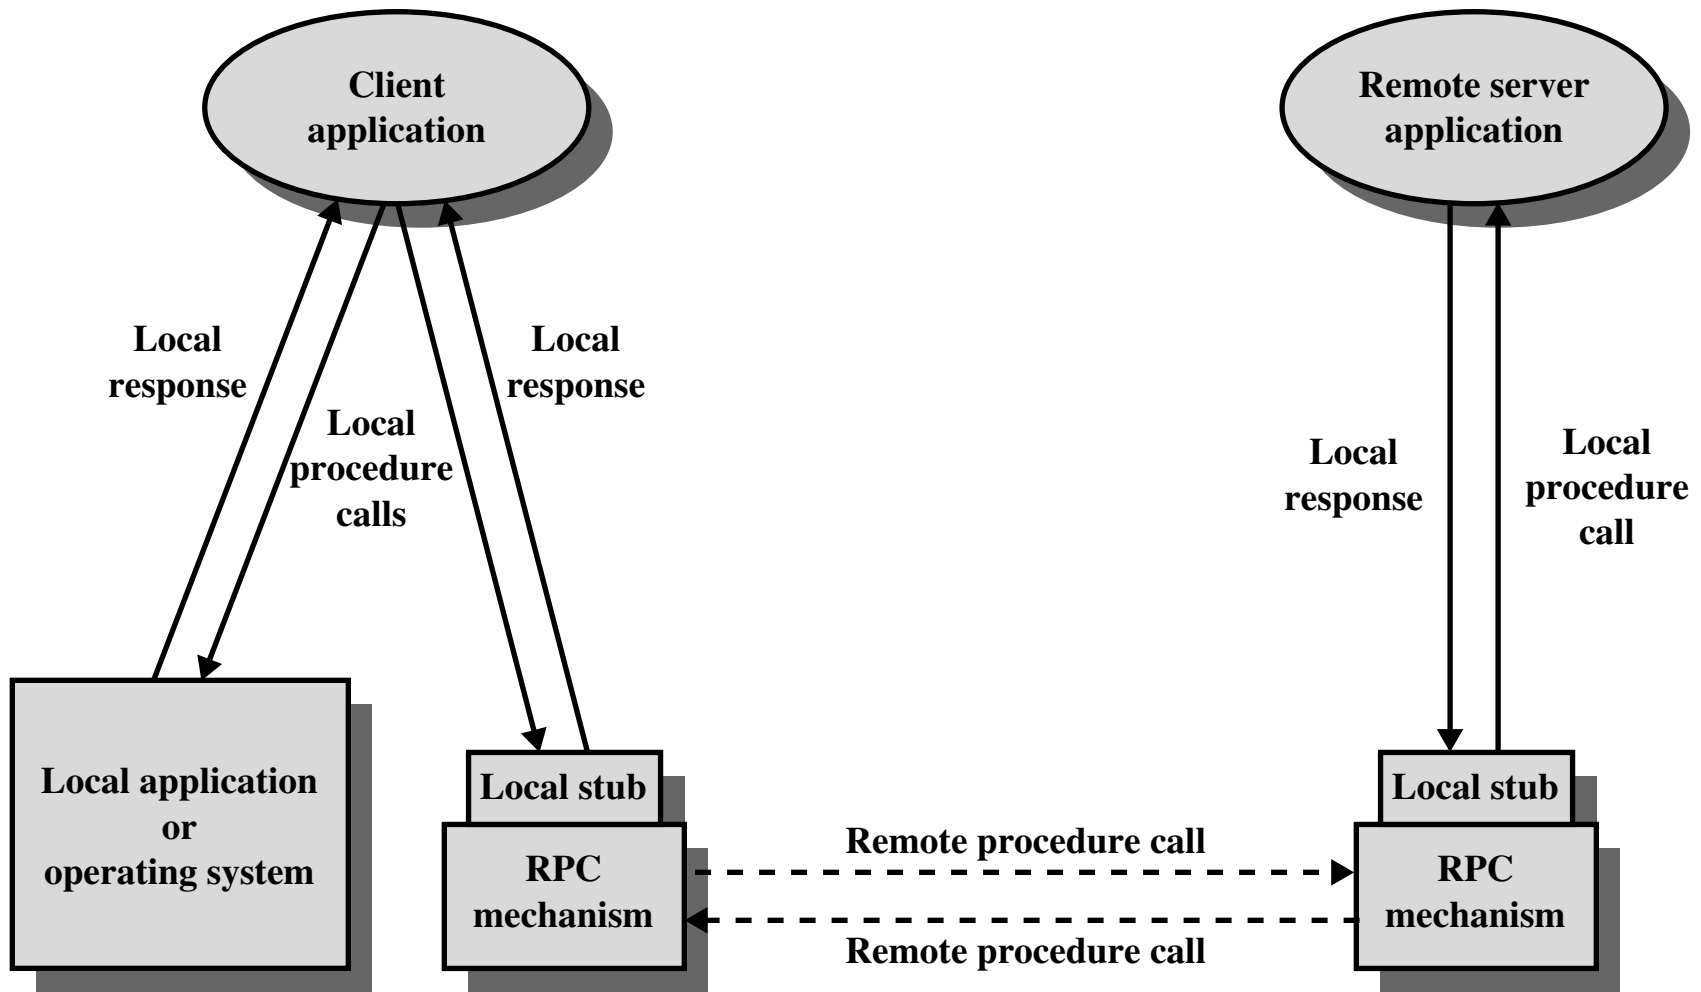 Client
application
Remote server
application
Local
response
Local
response
Local
procedure
calls
Local
response
Local
procedure
call
Local application
or
operating system
Local stub
RPC
mechanism
Remote procedure call
Remote procedure call
Local stub
RPC
mechanism